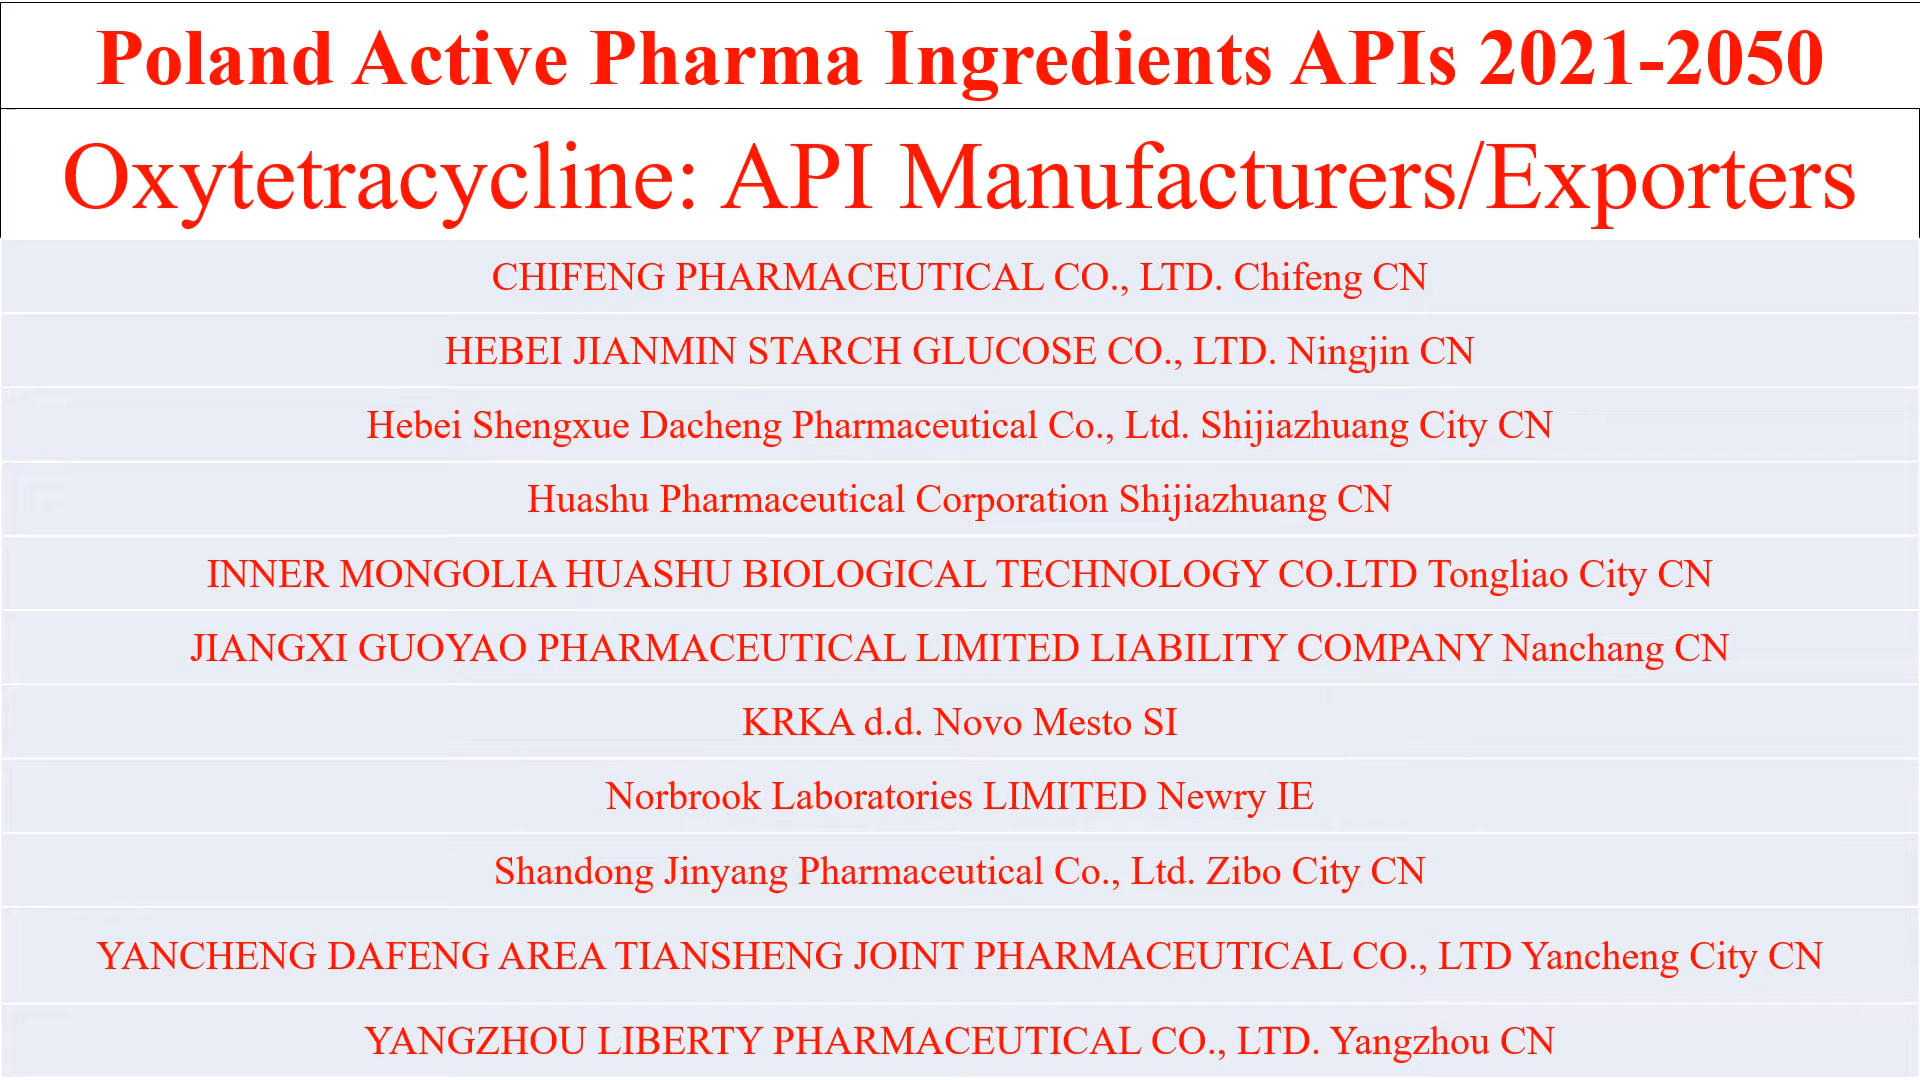 Poland Active Pharma Ingredients APIs 2021-2050
Oxytetracycline: API Manufacturers/Exporters
CHIFENG PHARMACEUTICAL CO., LTD. Chifeng CN
HEBEI JIANMIN STARCH GLUCOSE CO., LTD. Ningjin CN
Hebei Shengxue Dacheng Pharmaceutical Co., Ltd. Shijiazhuang City CN
Huashu Pharmaceutical Corporation Shijiazhuang CN
INNER MONGOLIA HUASHU BIOLOGICAL TECHNOLOGY CO.LTD Tongliao City CN
JIANGXI GUOYAO PHARMACEUTICAL LIMITED LIABILITY COMPANY Nanchang CN
KRKA d.d. Novo Mesto SI
Norbrook Laboratories LIMITED Newry IE
Shandong Jinyang Pharmaceutical Co., Ltd. Zibo City CN
YANCHENG DAFENG AREA TIANSHENG JOINT PHARMACEUTICAL CO., LTD Yancheng City CN
YANGZHOU LIBERTY PHARMACEUTICAL CO., LTD. Yangzhou CN